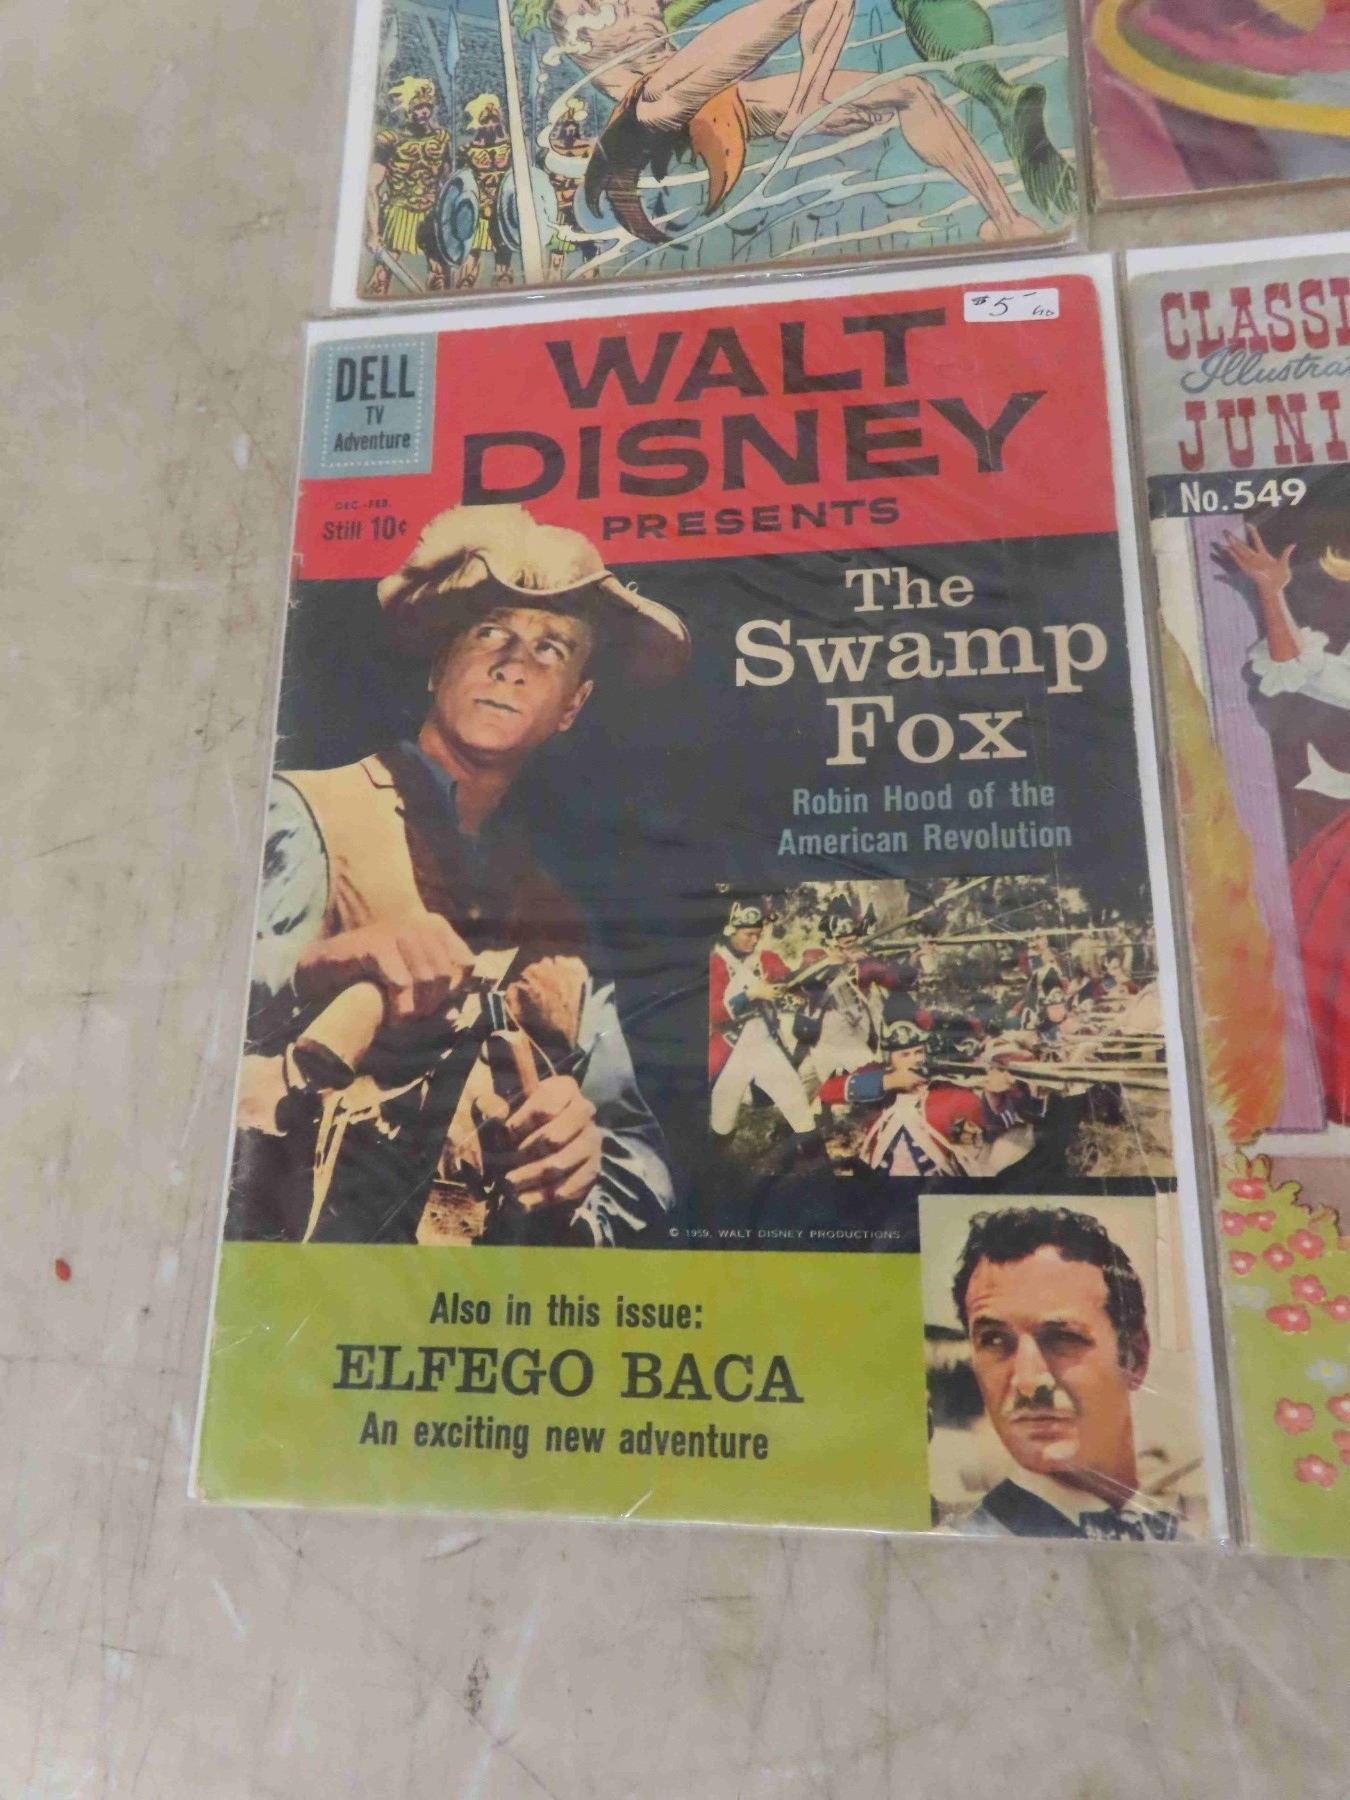 $5-
DELL
TV
Adventure
WALT
DISNEY
PRESENTS
DEC.-FEB.
Still 10¢
The
Swamp
Fox
Robin Hood of the
American Revolution
© 1959, WALT DISNEY PRODUCTIONS.
Also in this issue:
ELFEGO BACA
An exciting new adventure
CLASSI
Illustra
JUNI
No. 549